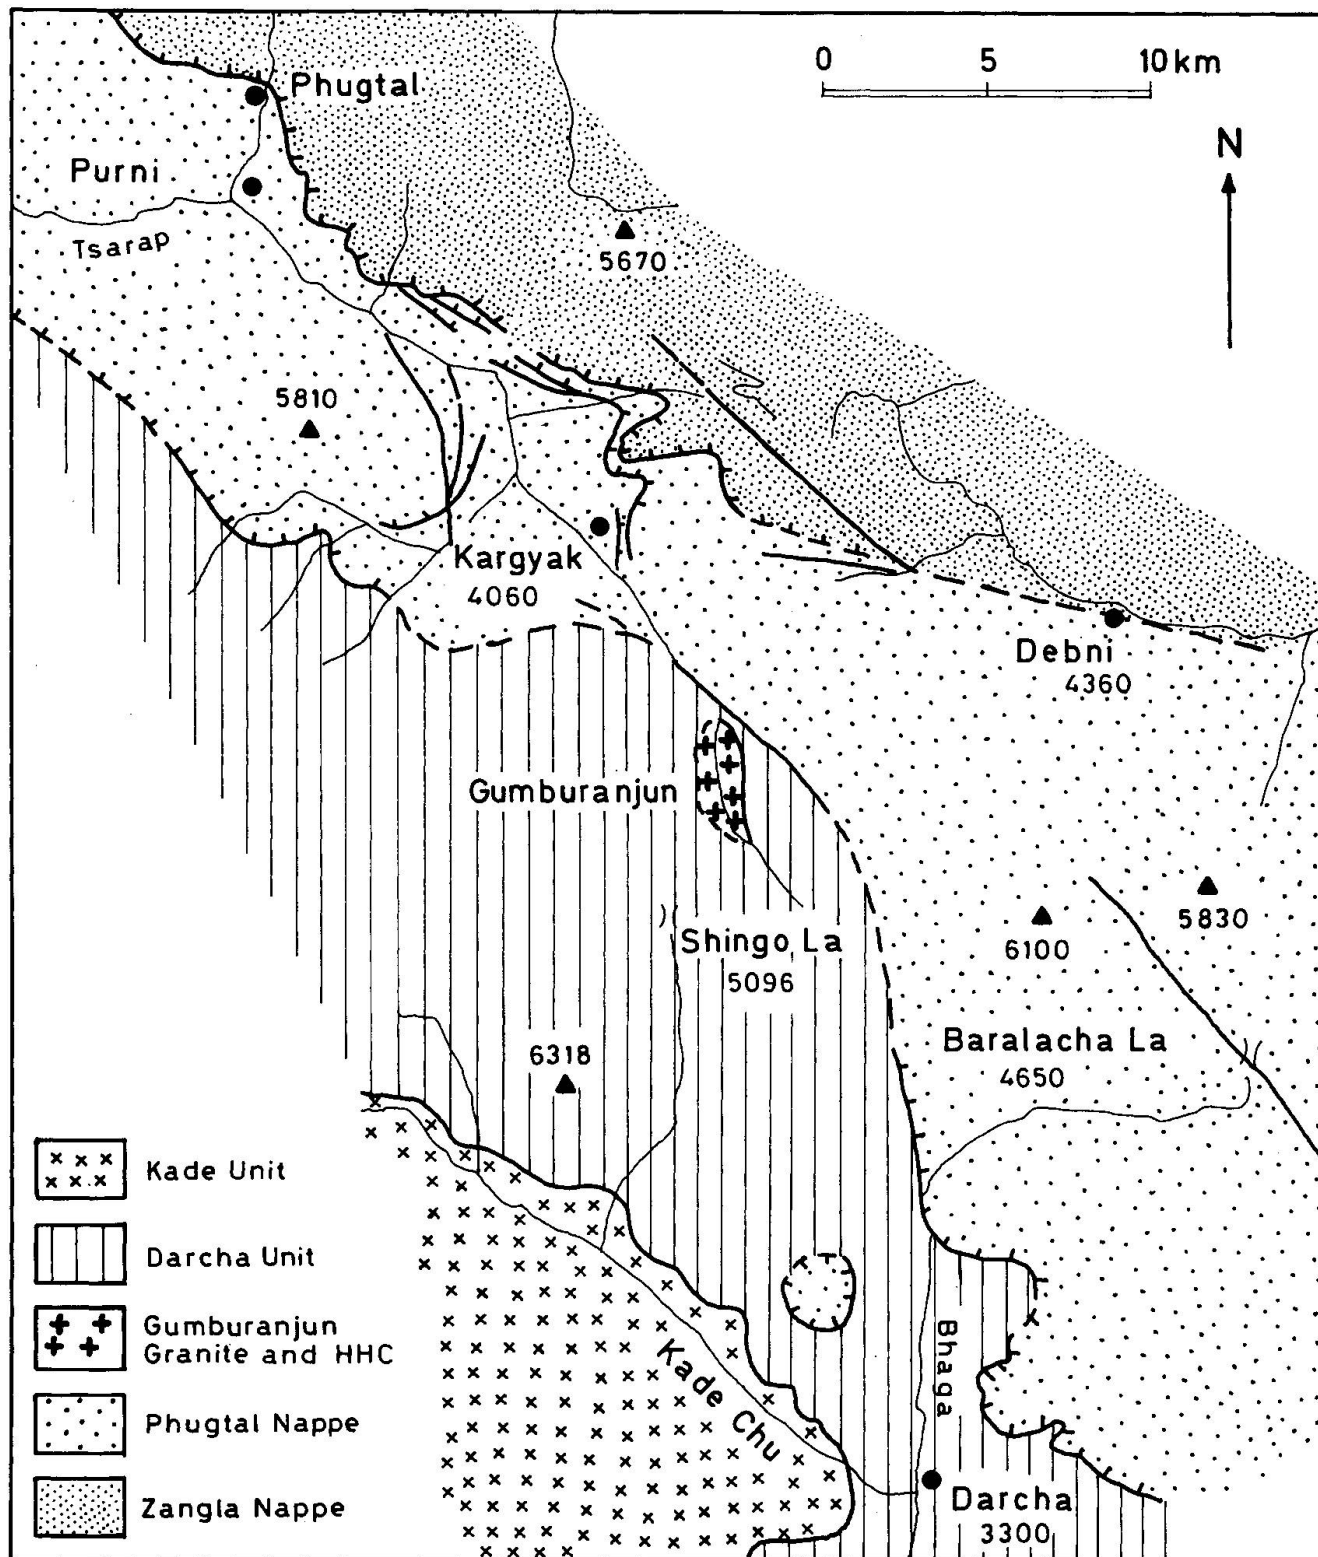 0 5 10 km
Phugtal
N
Purni
Tsarap
5670
5810
Kargyak
4060
Debni
4360
Gumburanjun
5830
Shingo La
5096
6100
Baralacha La
4650
6318
Kade Unit
Darcha Unit
Gumburanjun
Granite and HHC
Phugtal Nappe
Zangla Nappe
Kade Chu
Bhaga
Darcha
3300